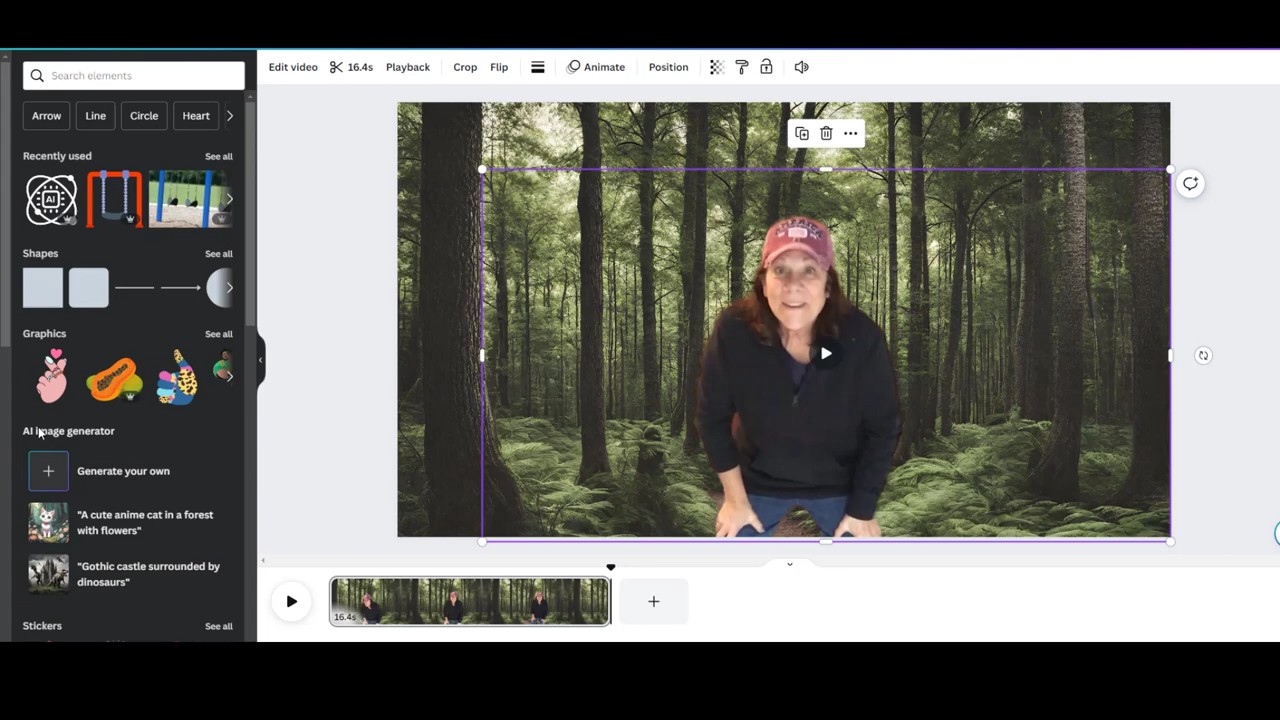 Edit video
16.4s
Playback
Crop
Flip
Animate
Position
Search elements
Arrow
Line
Circle
Heart
Recently used
See all
AI
Shapes
See all
Graphics
See all
AI image generator
Generate your own
"A cute anime cat in a forest
with flowers"
"Gothic castle surrounded by
dinosaurs"
Stickers
See all
16.4s